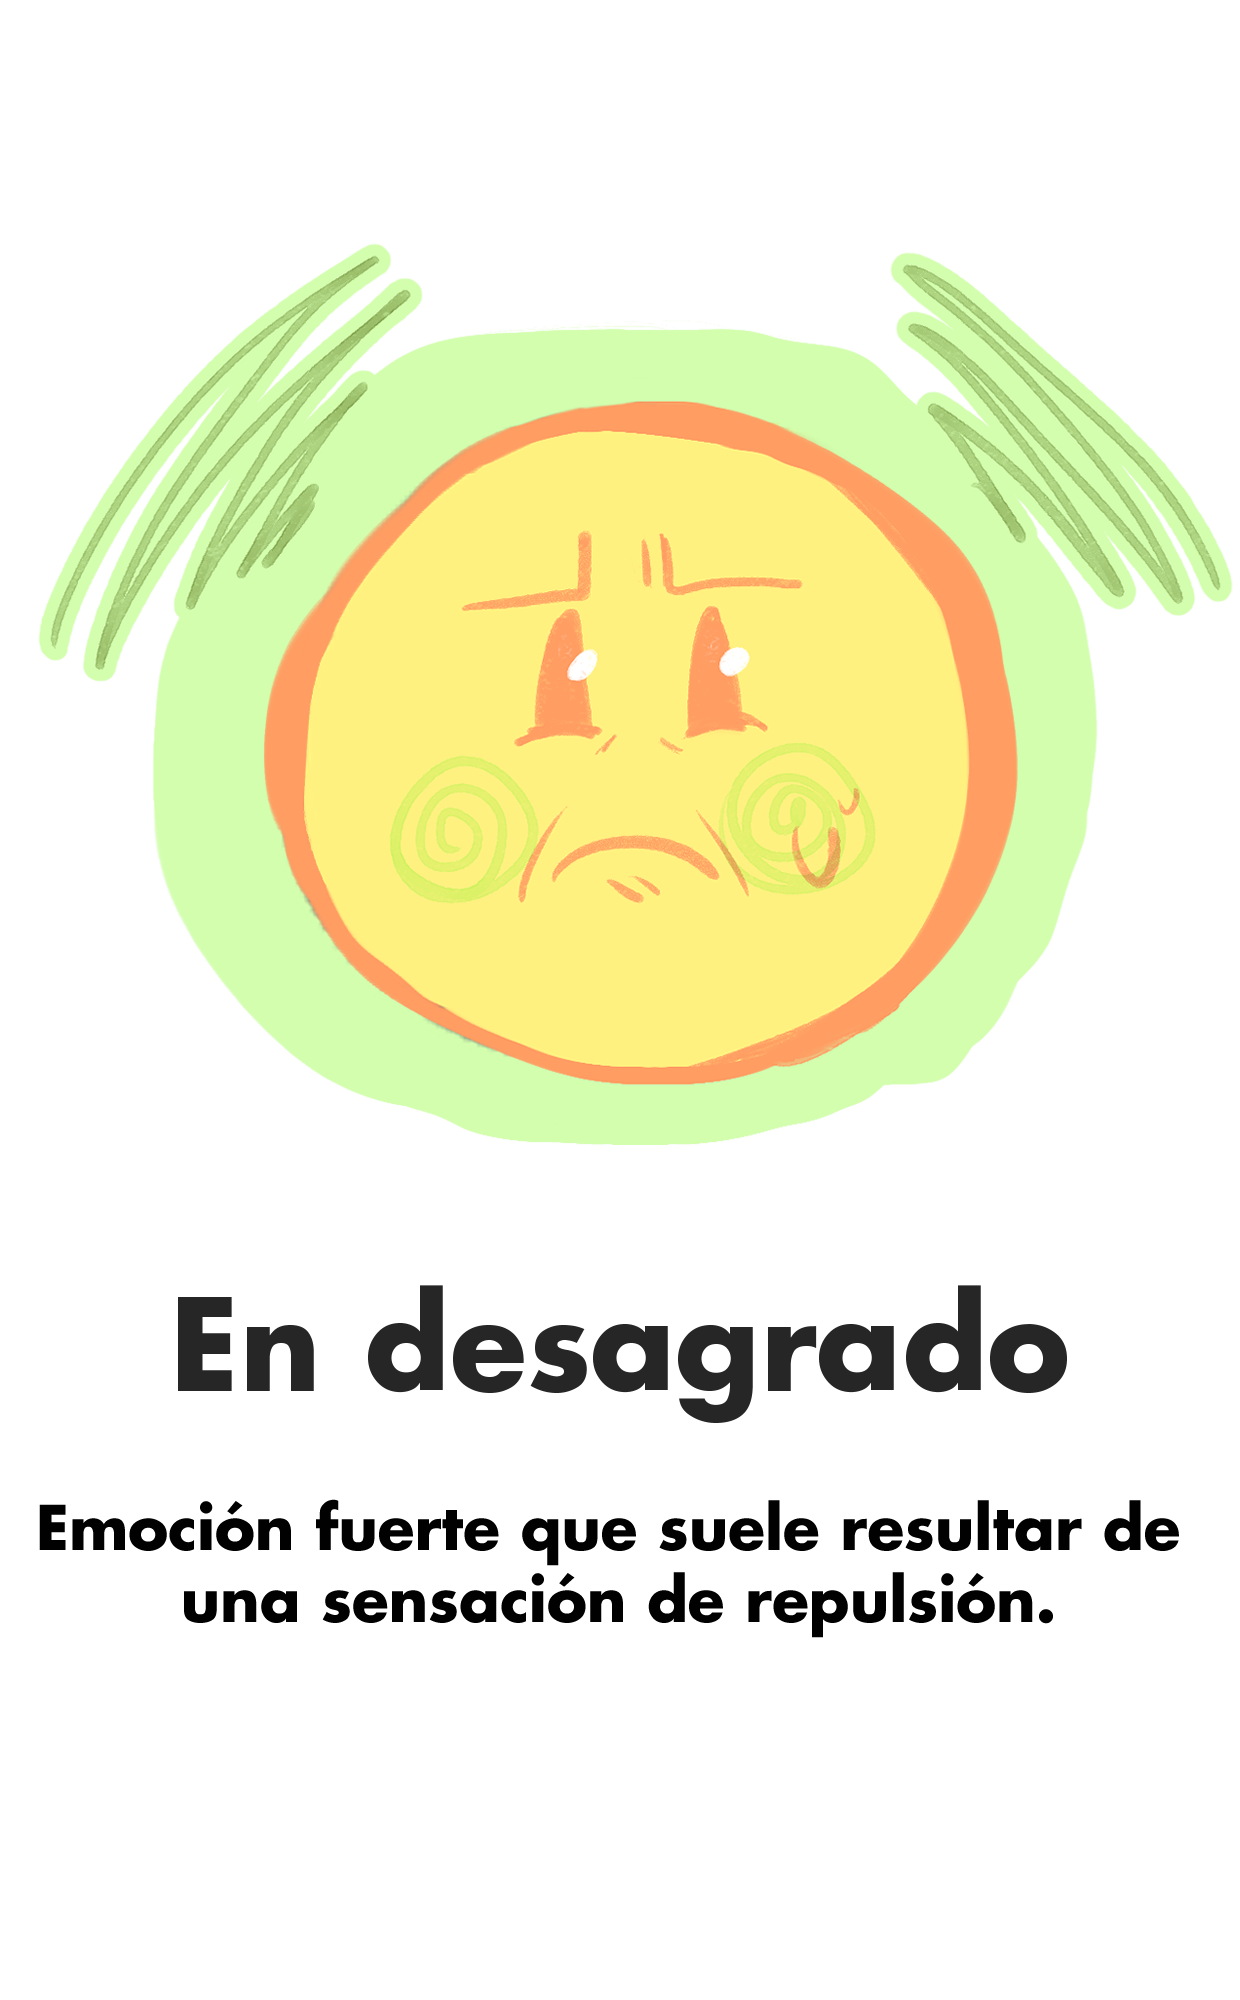 En desagrado
Emoción fuerte que suele resultar de
una sensación de repulsión.